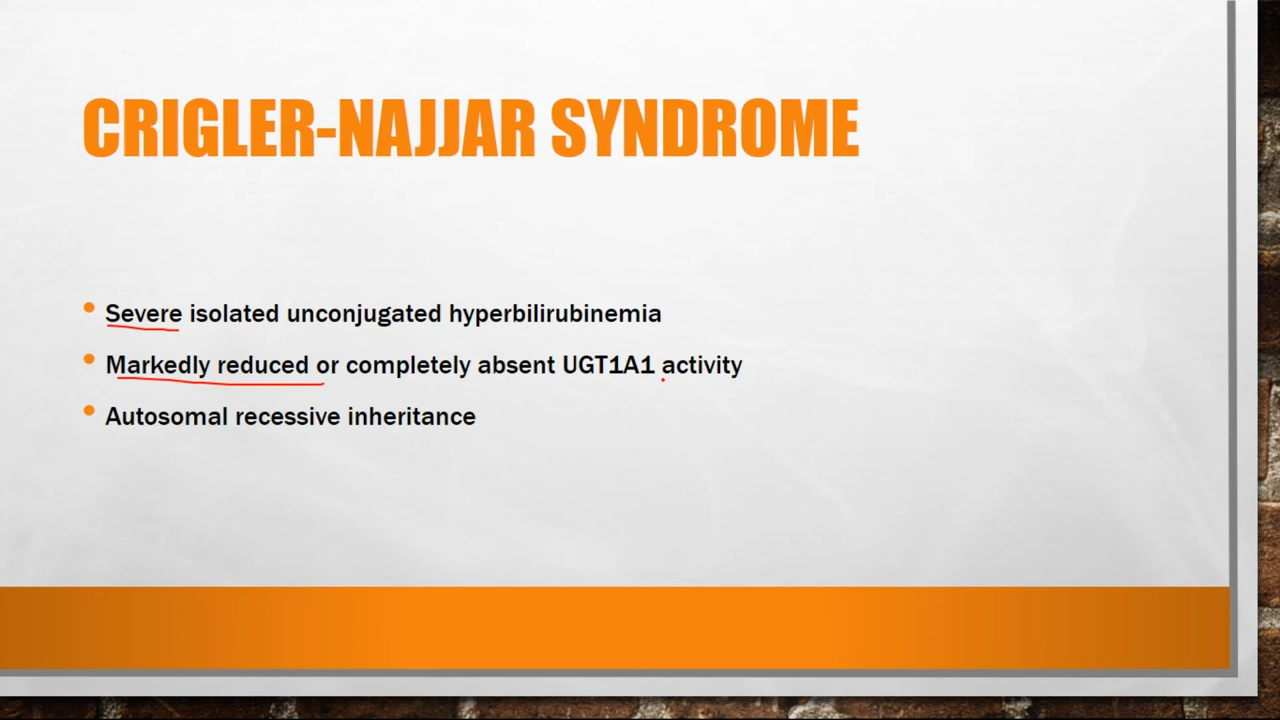 CRIGLER-NAJJAR SYNDROME
• Severe isolated unconjugated hyperbilirubinemia
• Markedly reduced or completely absent UGT1A1 activity
• Autosomal recessive inheritance